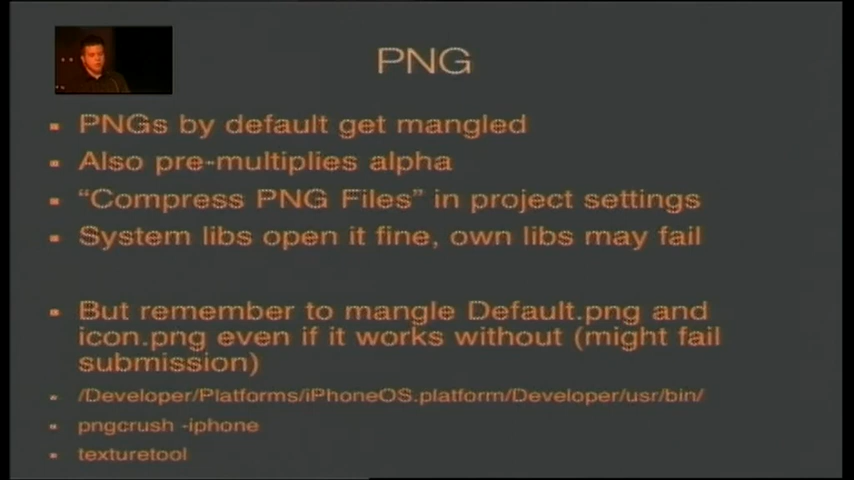 PNG
PNGs by default get mangled
Also pre-multiplies alpha
“Compress PNG Files” in project settings
System libs open it fine, own libs may fail
But remember to mangle Default.png and
icon.png even if it works without (might fail
submission)
/Developer/Platforms/iPhoneOS.platform/Developer/usr/bin/
pngcrush -iphone
texturetool